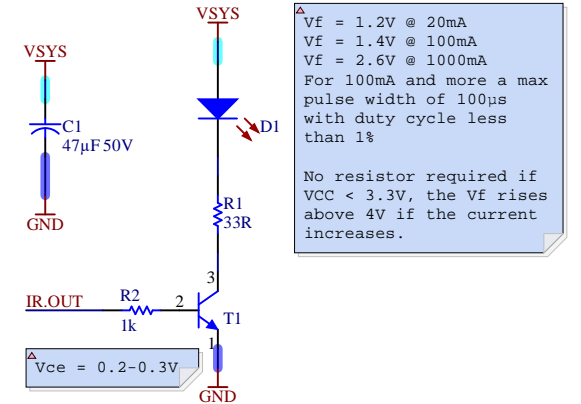 VSYS
VSYS
C1
47µF 50V
GND
D1
R1
33R
3
IR.OUT
R2
1k
2
T1
1
GND
Vce = 0.2-0.3V
Vf = 1.2V @ 20mA
Vf = 1.4V @ 100mA
Vf = 2.6V @ 1000mA
For 100mA and more a max
pulse width of 100µs
with duty cycle less
than 1%
No resistor required if
VCC < 3.3V, the Vf rises
above 4V if the current
increases.